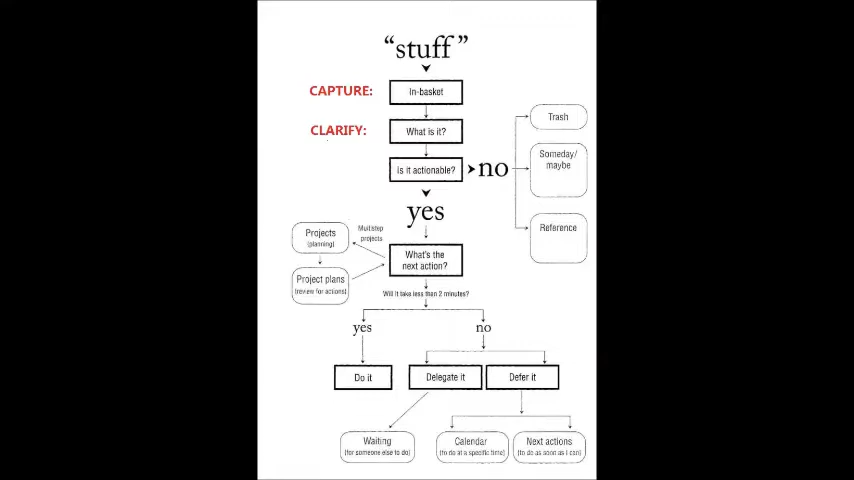 “stuff”
CAPTURE:
In-basket
CLARIFY:
What is it?
Is it actionable?
no
Trash
Someday/
maybe
Reference
yes
Multistep
projects
Projects
(planning)
Project plans
(review for actions)
What's the
next action?
Will it take less than 2 minutes?
yes
no
Do it
Delegate it
Defer it
Waiting
(for someone else to do)
Calendar
(to do at a specific time)
Next actions
(to do as soon as I can)